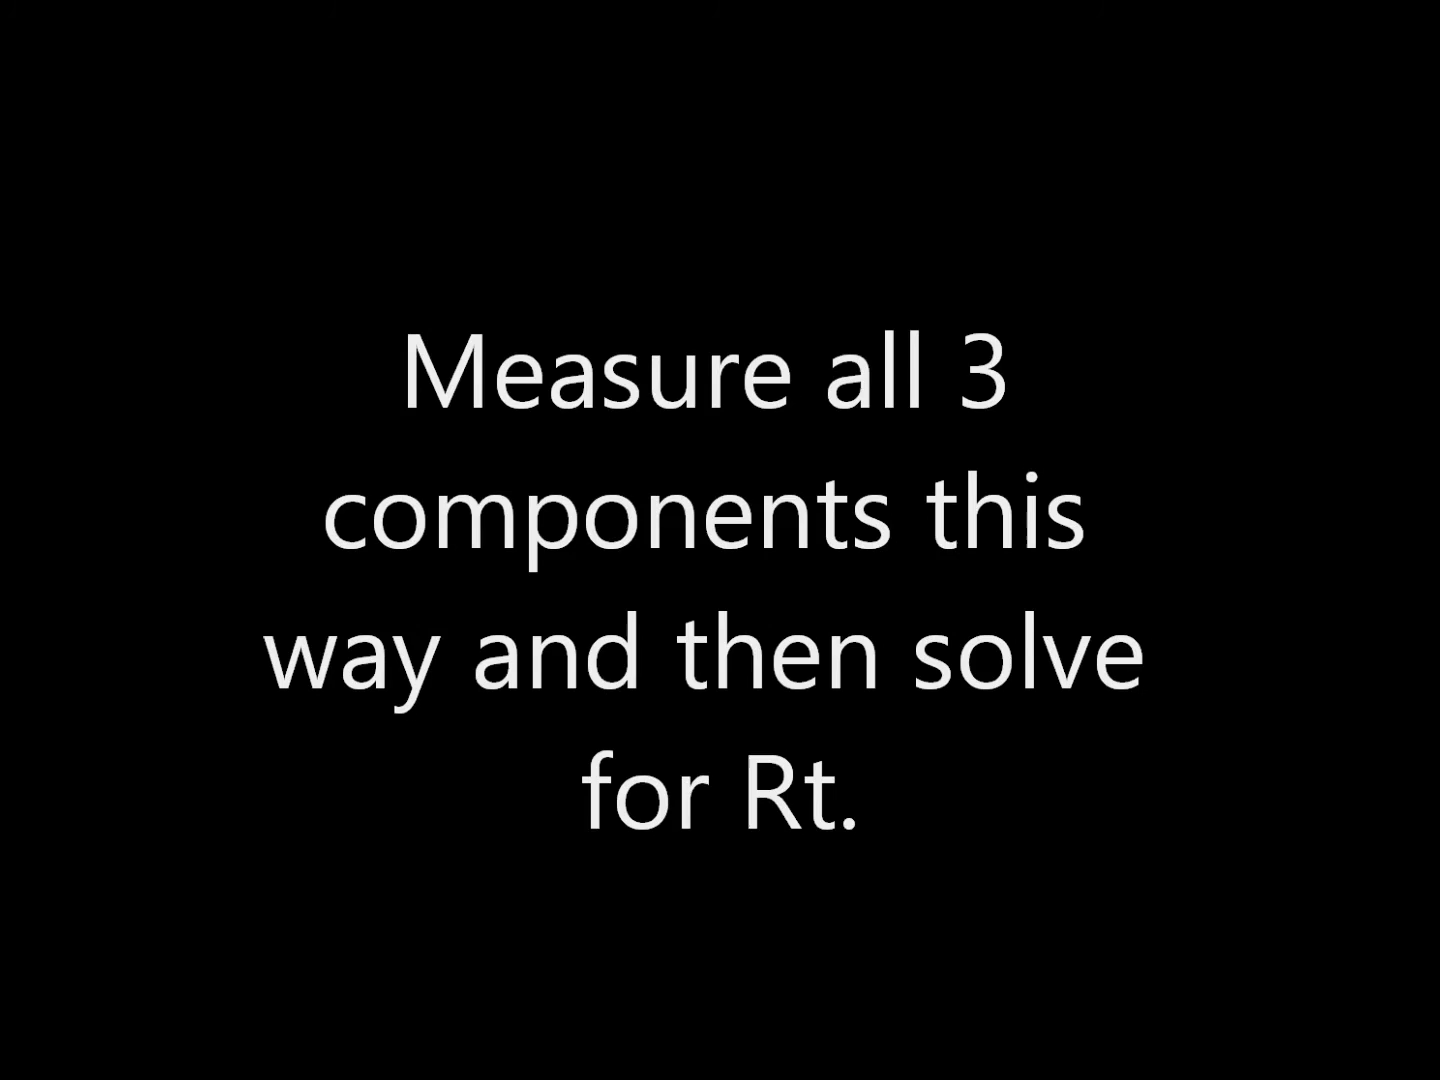 Measure all 3
components this
way and then solve
for Rt.